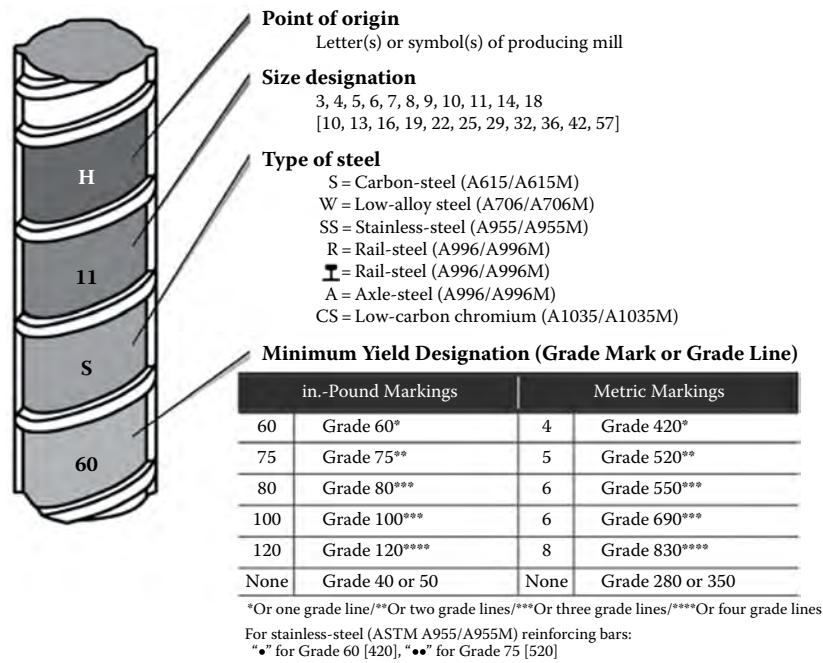 Point of origin
Letter(s) or symbol(s) of producing mill
Size designation
3, 4, 5, 6, 7, 8, 9, 10, 11, 14, 18
[10, 13, 16, 19, 22, 25, 29, 32, 36, 42, 57]
Type of steel
S = Carbon-steel (A615/A615M)
W = Low-alloy steel (A706/A706M)
SS = Stainless-steel (A955/A955M)
R = Rail-steel (A996/A996M)
= Rail-steel (A996/A996M)
A = Axle-steel (A996/A996M)
CS = Low-carbon chromium (A1035/A1035M)
H
11
S
60
Minimum Yield Designation (Grade Mark or Grade Line)
in.-Pound Markings Metric Markings
60 Grade 60* 4 Grade 420*
75 Grade 75** 5 Grade 520**
80 Grade 80*** 6 Grade 550***
100 Grade 100*** 6 Grade 690***
120 Grade 120**** 8 Grade 830****
None Grade 40 or 50 None Grade 280 or 350
*Or one grade line/**Or two grade lines/***Or three grade lines/****Or four grade lines
For stainless-steel (ASTM A955/A955M) reinforcing bars:
“•” for Grade 60 [420], “••” for Grade 75 [520]